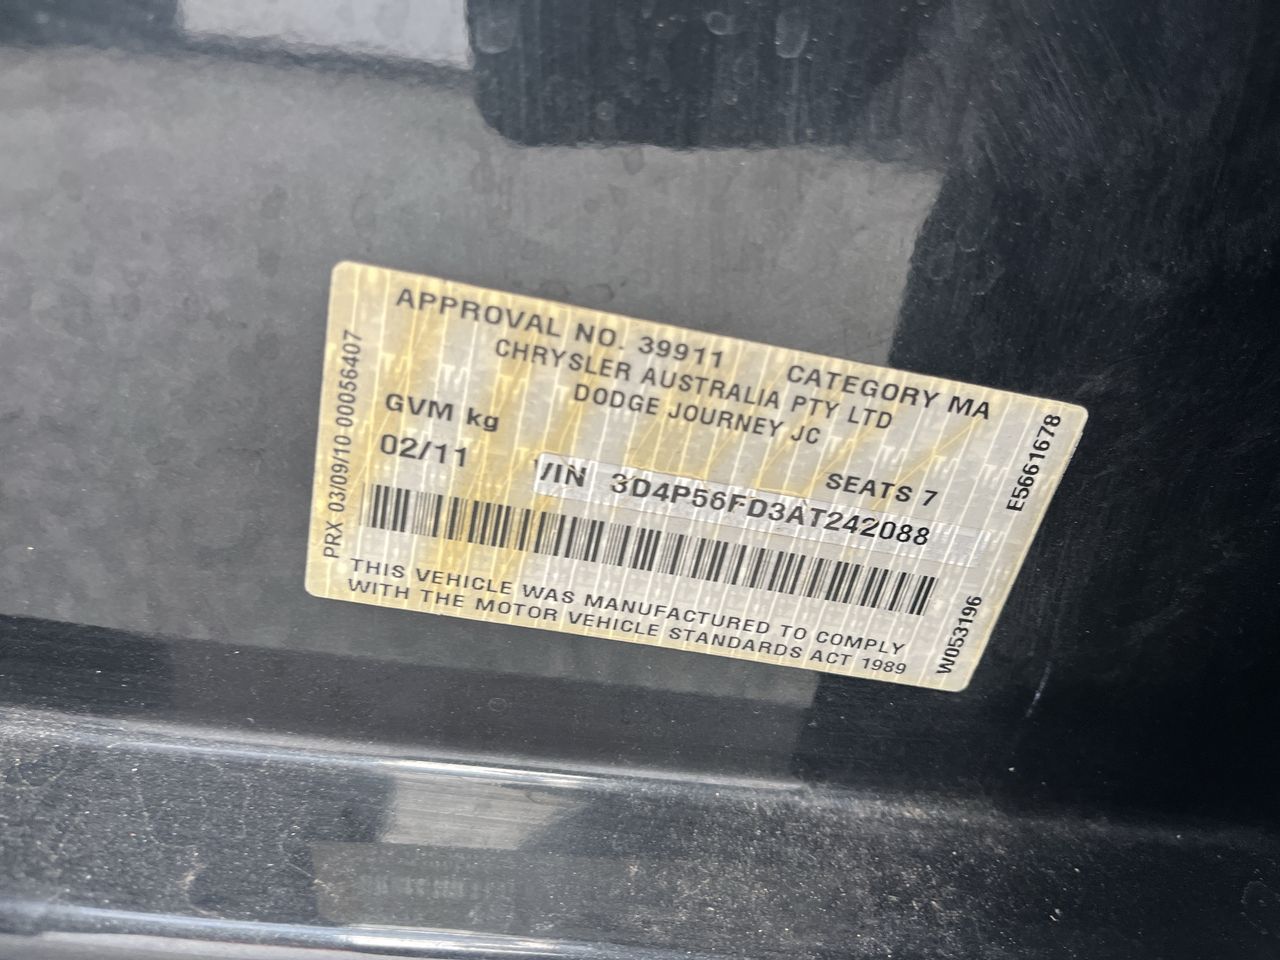 APPROVAL NO. 39911 CATEGORY MA
CHRYSLER AUSTRALIA PTY LTD
DODGE JOURNEY JC
GVM kg SEATS 7
02/11 VIN 3D4P56FD3AT242088
THIS VEHICLE WAS MANUFACTURED TO COMPLY
WITH THE MOTOR VEHICLE STANDARDS ACT 1989
PRX 03/09/10 00056407
E5661678
W053196